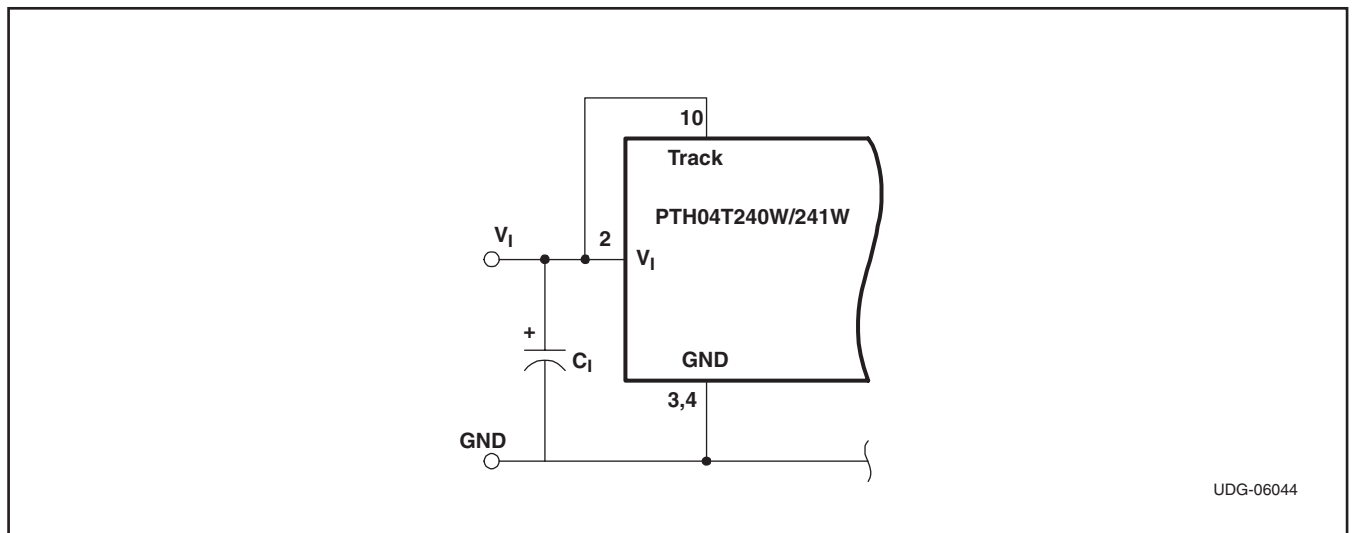 10
Track
PTH04T240W/241W
VI
2
VI
+
CI
GND
3,4
GND
UDG-06044